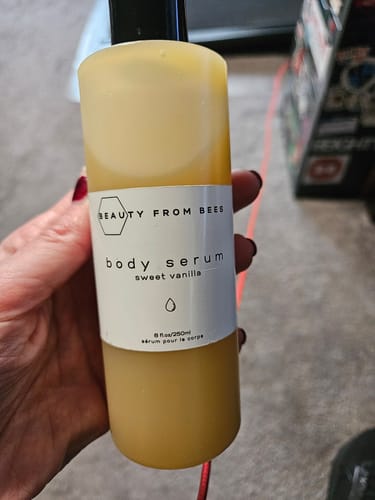 BEAUTY FROM BEES
body serum
sweet vanilla
8 fl.oz/250ml
sérum pour le corps